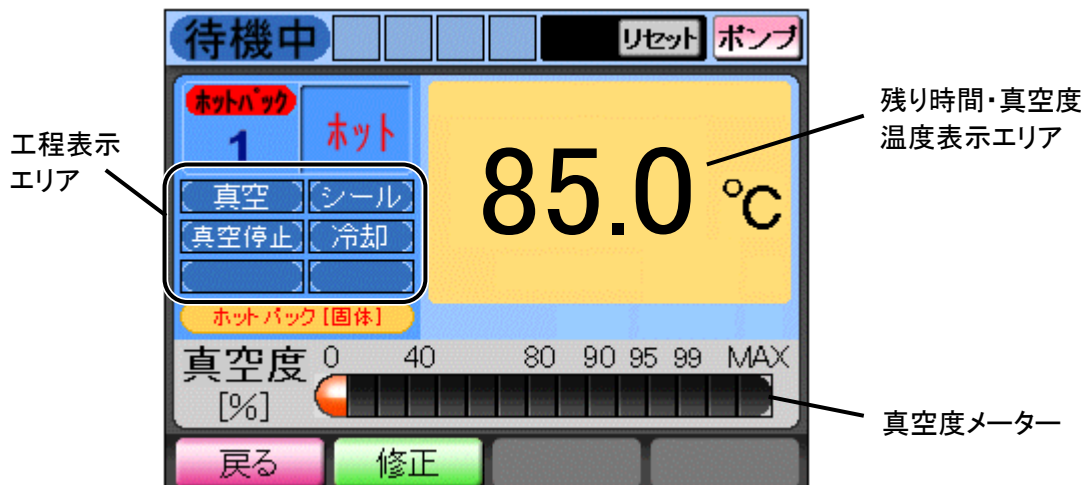 待機中 リセット ポンプ
ホットパック
1 ホット
85.0 ℃
真空 シール
真空停止 冷却
ホットパック[固体]
真空度 0 40 80 90 95 99 MAX
[%]
戻る 修正
工程表示
エリア
残り時間・真空度
温度表示エリア
真空度メーター